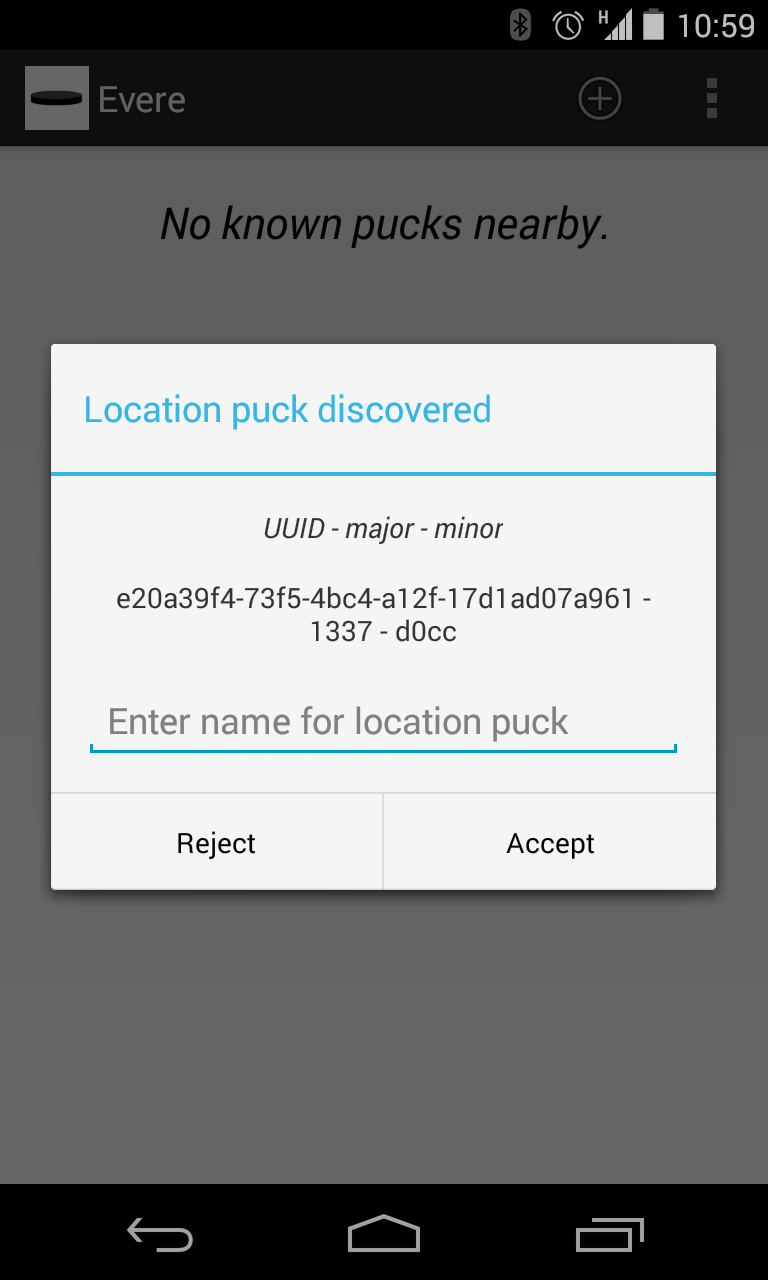 H 10:59
Evere
No known pucks nearby.
Location puck discovered
UUID - major - minor
e20a39f4-73f5-4bc4-a12f-17d1ad07a961 -
1337 - d0cc
Enter name for location puck
Reject Accept